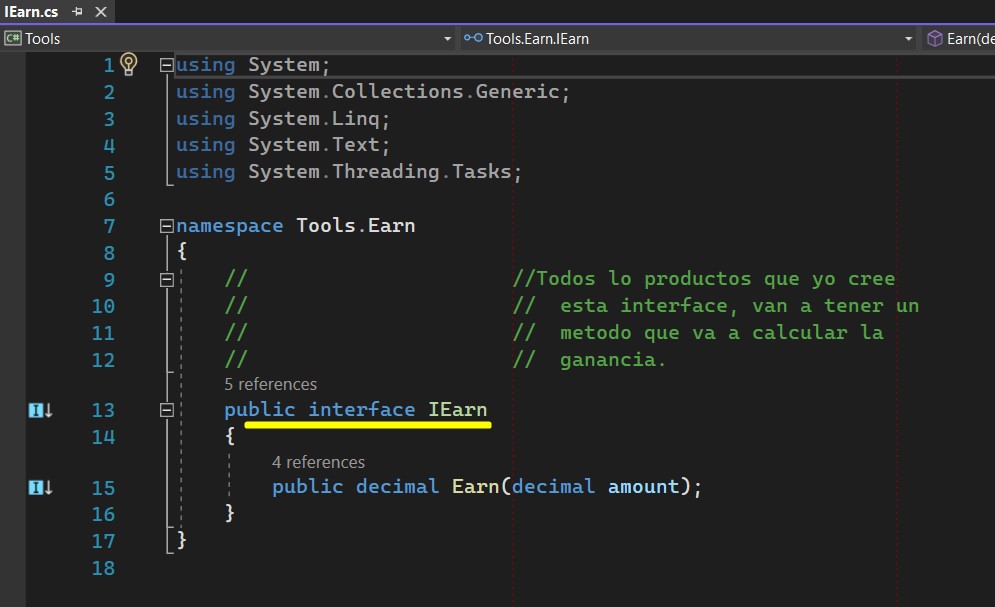 IEarn.cs
C# Tools
Tools.Earn.IEarn
Earn(de
1 using System;
2 using System.Collections.Generic;
3 using System.Linq;
4 using System.Text;
5 using System.Threading.Tasks;
6
7 namespace Tools.Earn
8 {
9 // //Todos lo productos que yo cree
10 // // esta interface, van a tener un
11 // // metodo que va a calcular la
12 // // ganancia.
5 references
13 public interface IEarn
14 {
4 references
15 public decimal Earn(decimal amount);
16 }
17 }
18